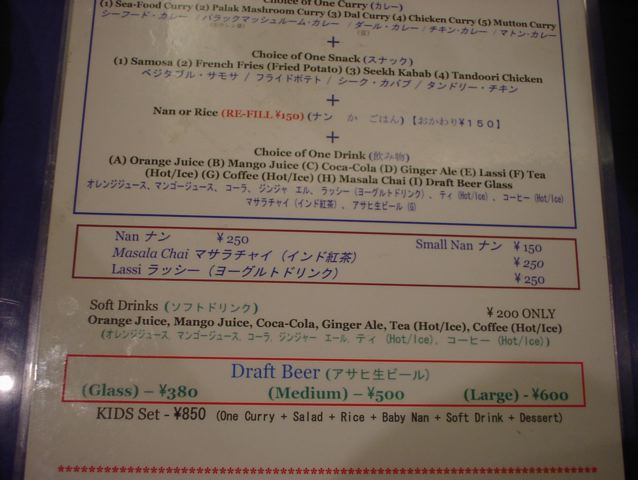 Choice of One Curry (カレー)
(1) Sea-Food Curry (2) Palak Mashroom Curry (3) Dal Curry (4) Chicken Curry (5) Mutton Curry
シーフード・カレー / パラックマッシュルーム・カレー / ダール・カレー / チキン・カレー / マトン・カレー
+
Choice of One Snack (スナック)
(1) Samosa (2) French Fries (Fried Potato) (3) Seekh Kabab (4) Tandoori Chicken
ベジタブル・サモサ / フライドポテト / シーク・カバブ / タンドリー・チキン
+
Nan or Rice (RE-FILL ¥150) (ナン か ごはん) 【おかわり¥150】
+
Choice of One Drink (飲み物)
(A) Orange Juice (B) Mango Juice (C) Coca-Cola (D) Ginger Ale (E) Lassi (F) Tea
(Hot/Ice) (G) Coffee (Hot/Ice) (H) Masala Chai (I) Draft Beer Glass
オレンジジュース、マンゴージュース、 コーラ、 ジンジャ エル、 ラッシー (ヨーグルトドリンク) 、 ティ (Hot/Ice) 、 コーヒー (Hot/Ice)
マサラチャイ (インド紅茶) 、 アサヒ生ビール (G)
Nan ナン ¥250 Small Nan ナン ¥150
Masala Chai マサラチャイ (インド紅茶) ¥250
Lassi ラッシー (ヨーグルトドリンク) ¥250
Soft Drinks (ソフトドリンク) ¥200 ONLY
Orange Juice, Mango Juice, Coca-Cola, Ginger Ale, Tea (Hot/Ice), Coffee (Hot/Ice)
(オレンジジュース、マンゴージュース、コーラ、ジンジャー エール、ティ (Hot/Ice)、コーヒー (Hot/Ice))
Draft Beer (アサヒ生ビール)
(Glass) – ¥380 (Medium) – ¥500 (Large) - ¥600
KIDS Set - ¥850 (One Curry + Salad + Rice + Baby Nan + Soft Drink + Dessert)